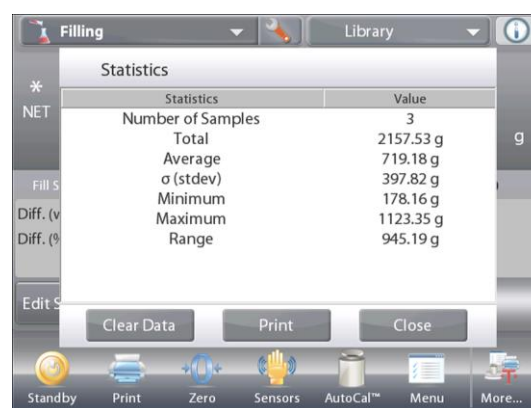 Filling
Library
*
NET
g
Statistics
Statistics Value
Number of Samples 3
Total 2157.53 g
Average 719.18 g
σ (stdev) 397.82 g
Minimum 178.16 g
Maximum 1123.35 g
Range 945.19 g
Fill S
Diff. (v
Diff. (%
Edit S
Clear Data Print Close
Standby Print Zero Sensors AutoCal™ Menu More...